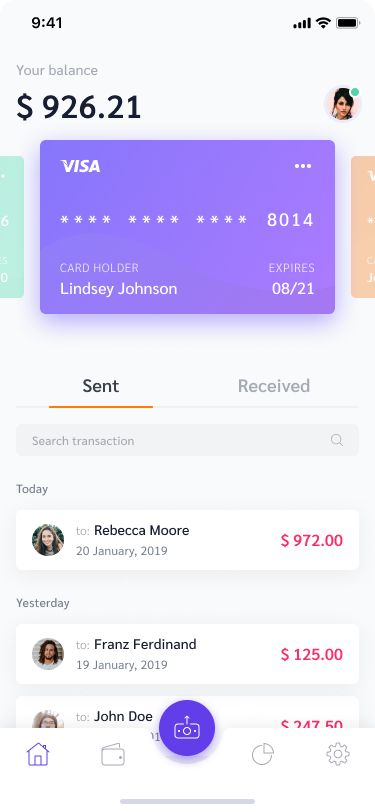 9:41
Your balance
$ 926.21
VISA
•••
6
**** **** **** 8014
CARD HOLDER EXPIRES
Lindsey Johnson 08/21
0
Sent Received
Search transaction
Today
to: Rebecca Moore
20 January, 2019
$ 972.00
Yesterday
to: Franz Ferdinand
19 January, 2019
$ 125.00
to: John Doe
$ 247.50